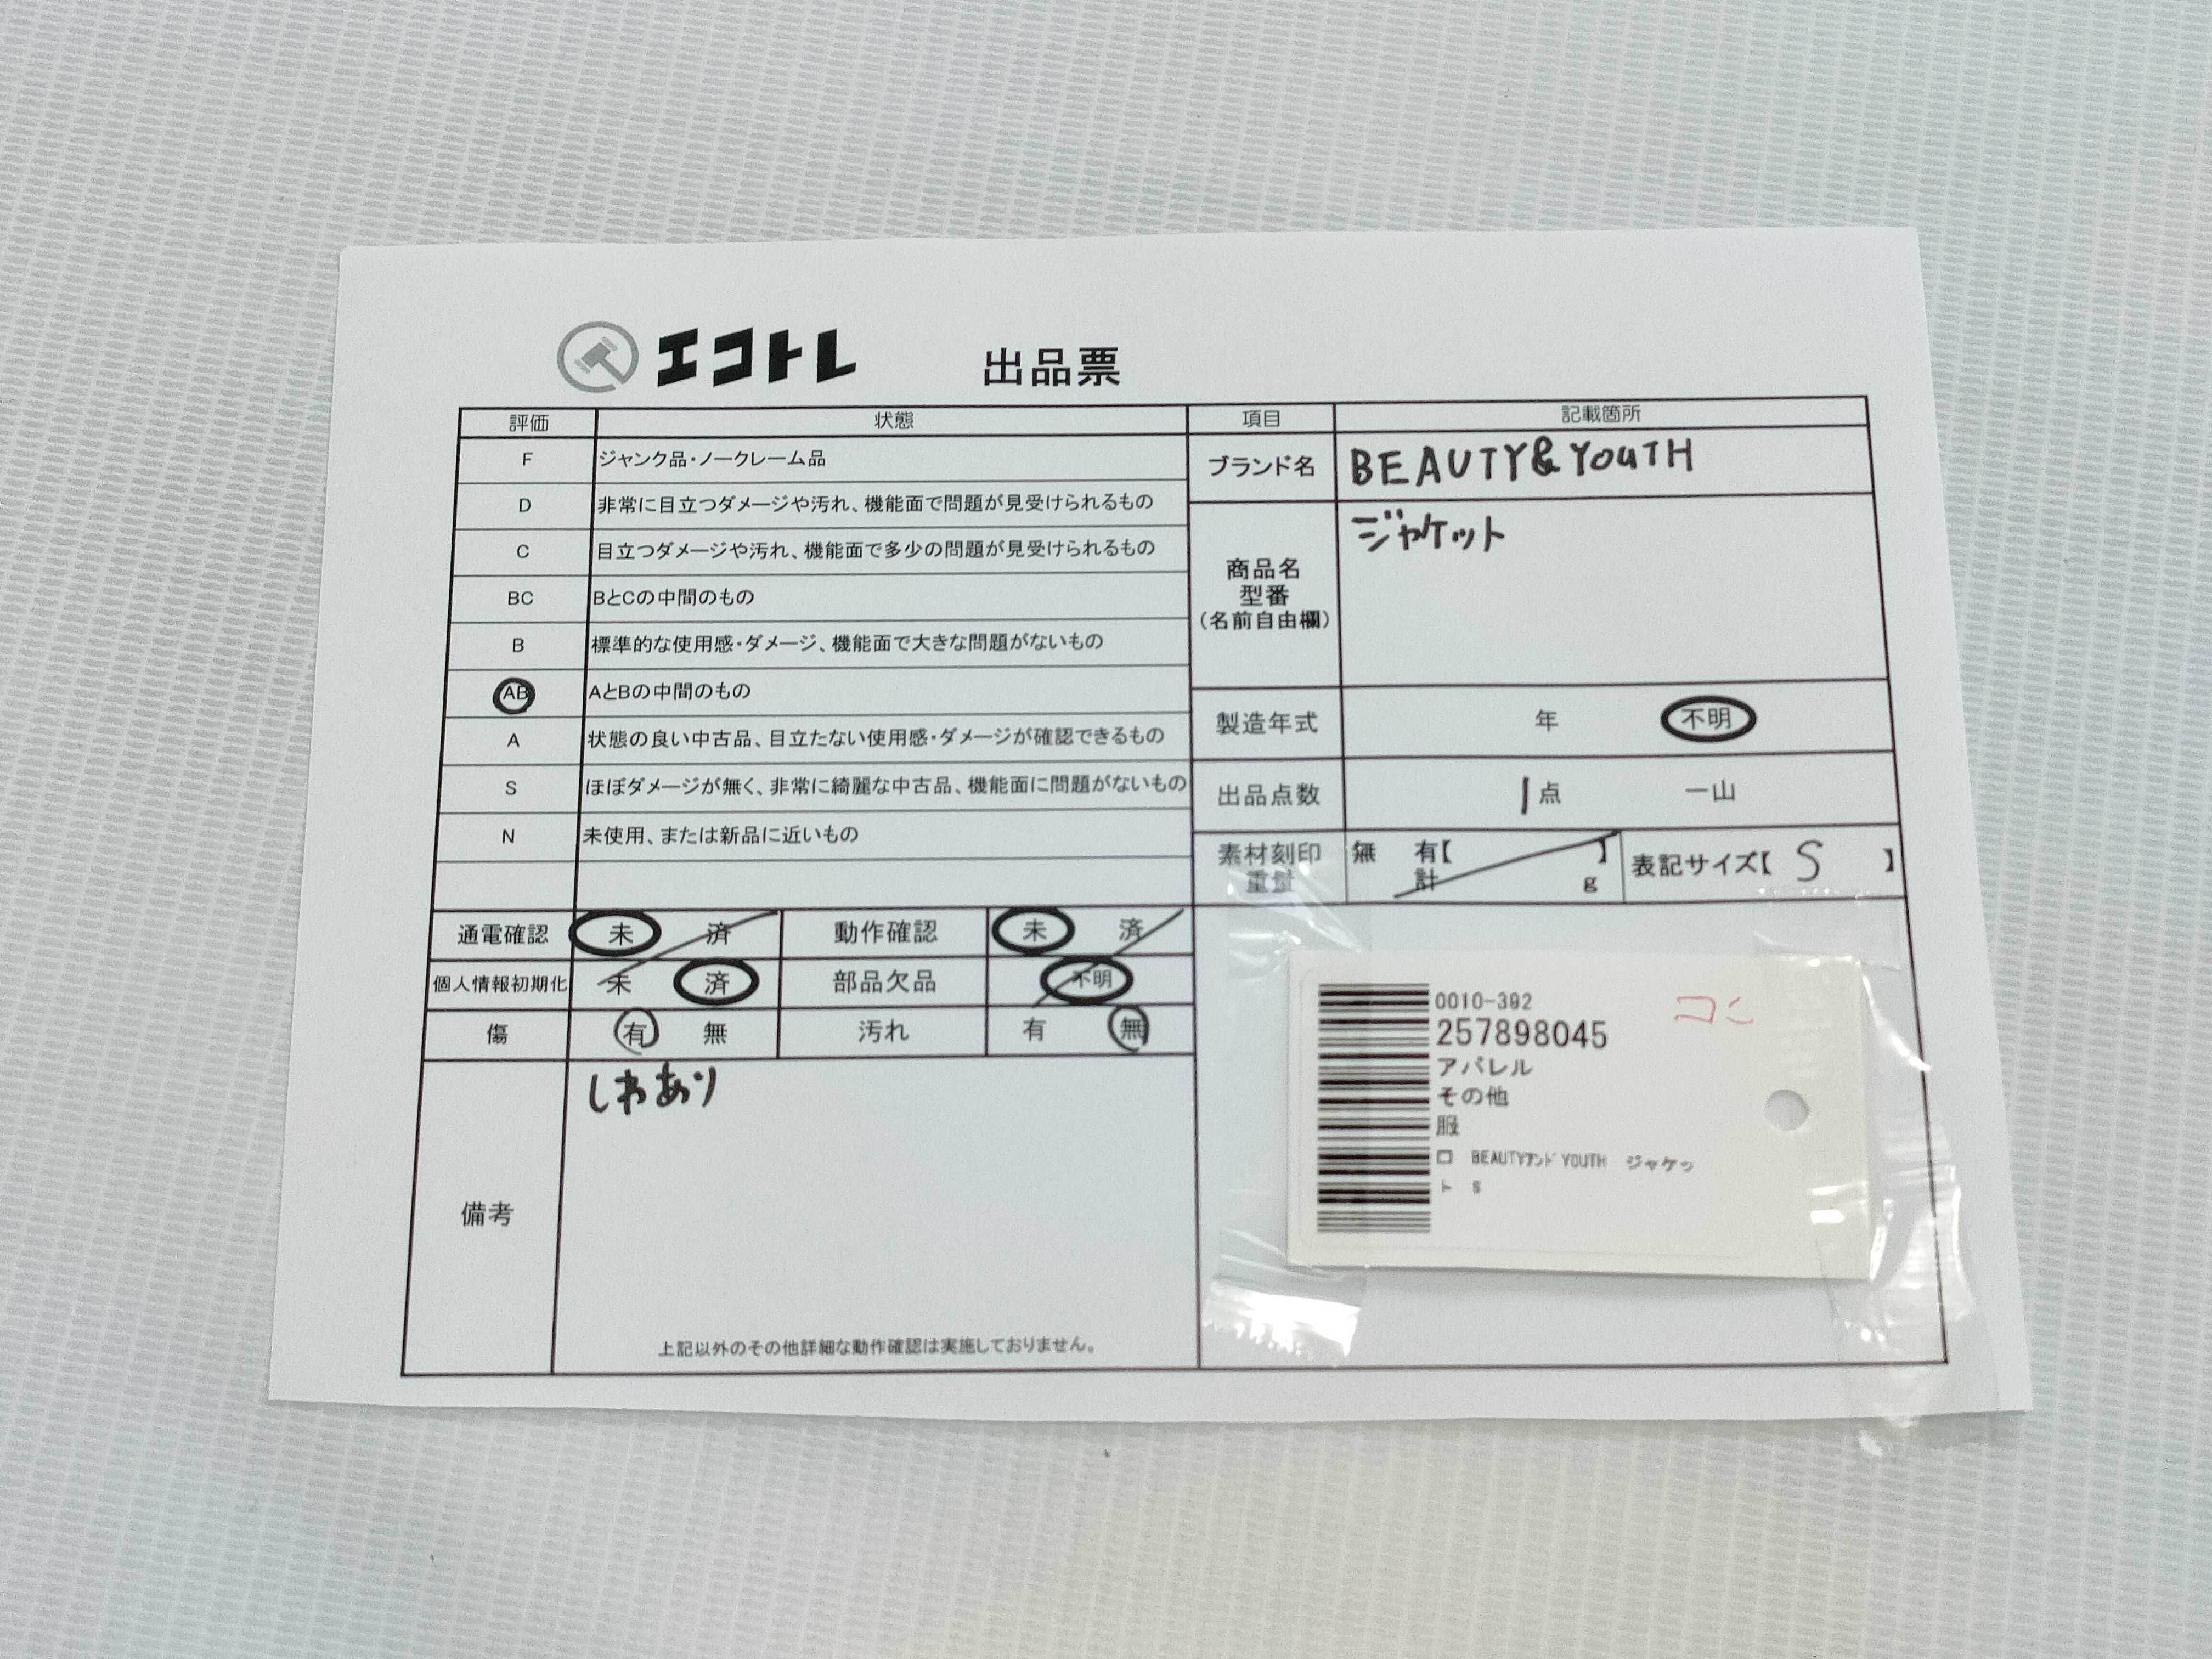 エコトレ 出品票
評価 状態 項目 記載箇所
F ジャンク品・ノークレーム品
D 非常に目立つダメージや汚れ、機能面で問題が見受けられるもの
C 目立つダメージや汚れ、機能面で多少の問題が見受けられるもの
BC BとCの中間のもの
B 標準的な使用感・ダメージ、機能面で大きな問題がないもの
AB AとBの中間のもの
A 状態の良い中古品、目立たない使用感・ダメージが確認できるもの
S ほぼダメージが無く、非常に綺麗な中古品、機能面に問題がないもの
N 未使用、または新品に近いもの
ブランド名 BEAUTY&YOUTH
商品名
型番
(名前自由欄)
ジャケット
製造年式 年 不明
出品点数 1点 一山
素材刻印
重量
無 有【 】
計 g
表記サイズ【 S 】
通電確認 未 済 動作確認 未 済
個人情報初期化 未 済 部品欠品 不明
傷 有 無 汚れ 有 無
備考
しわあり
上記以外のその他詳細な動作確認は実施しておりません。
0010-392
257898045
アパレル
その他
服
ロ BEAUTYアンド YOUTH ジャケッ
ト S